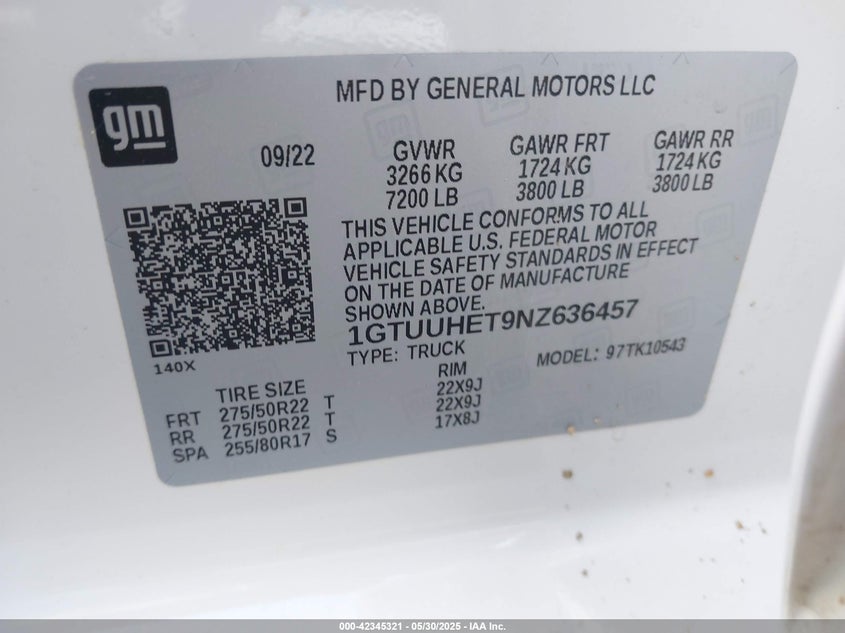 gm
MFD BY GENERAL MOTORS LLC
09/22
GVWR
3266 KG
7200 LB
GAWR FRT
1724 KG
3800 LB
GAWR RR
1724 KG
3800 LB
THIS VEHICLE CONFORMS TO ALL
APPLICABLE U.S. FEDERAL MOTOR
VEHICLE SAFETY STANDARDS IN EFFECT
ON THE DATE OF MANUFACTURE
SHOWN ABOVE.
1GTUUHET9NZ636457
TYPE: TRUCK
MODEL: 97TK10543
140X
TIRE SIZE
RIM
FRT 275/50R22 T 22X9J
RR 275/50R22 T 22X9J
SPA 255/80R17 S 17X8J
000-42345321 | 05/30/2025 - IAA Inc.